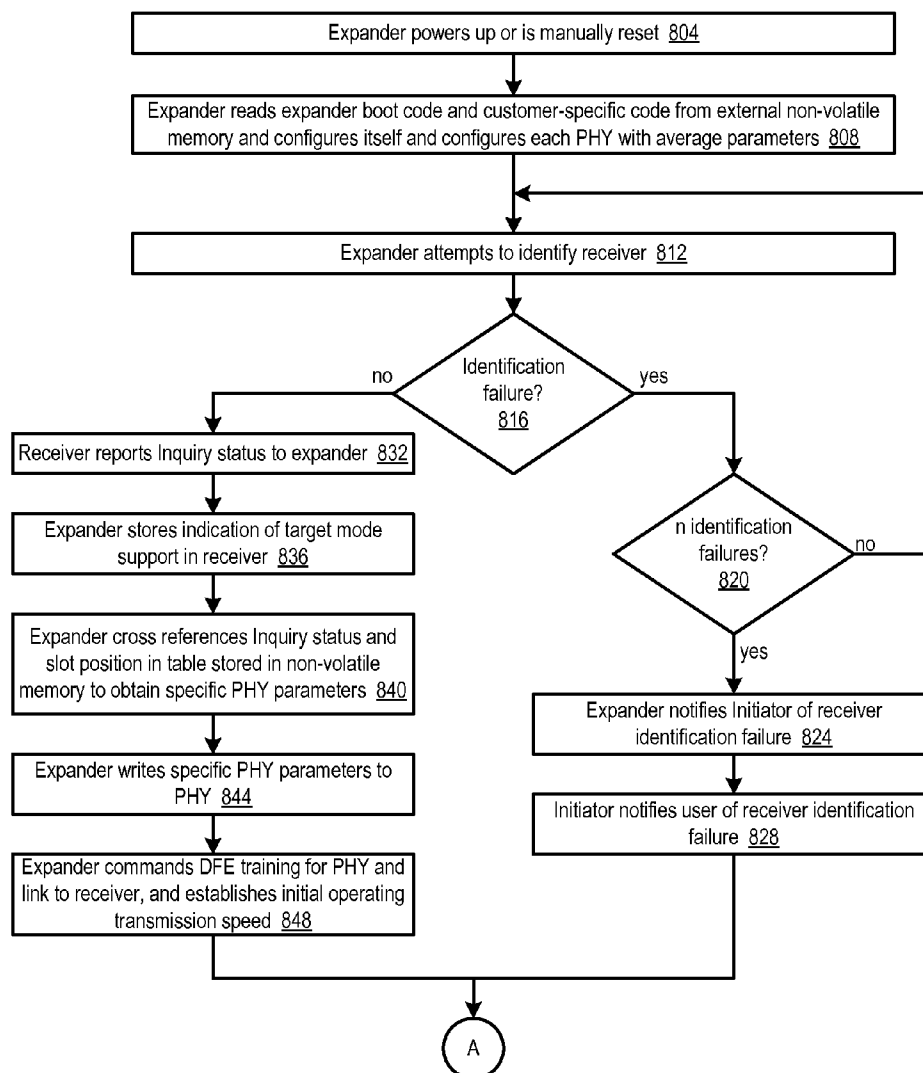 Expander powers up or is manually reset 804
Expander reads expander boot code and customer-specific code from external non-volatile
memory and configures itself and configures each PHY with average parameters 808
Expander attempts to identify receiver 812
Identification
failure?
816
no
yes
Receiver reports Inquiry status to expander 832
Expander stores indication of target mode
support in receiver 836
Expander cross references Inquiry status and
slot position in table stored in non-volatile
memory to obtain specific PHY parameters 840
Expander writes specific PHY parameters to
PHY 844
Expander commands DFE training for PHY and
link to receiver, and establishes initial operating
transmission speed 848
n identification
failures?
820
no
yes
Expander notifies Initiator of receiver
identification failure 824
Initiator notifies user of receiver identification
failure 828
A